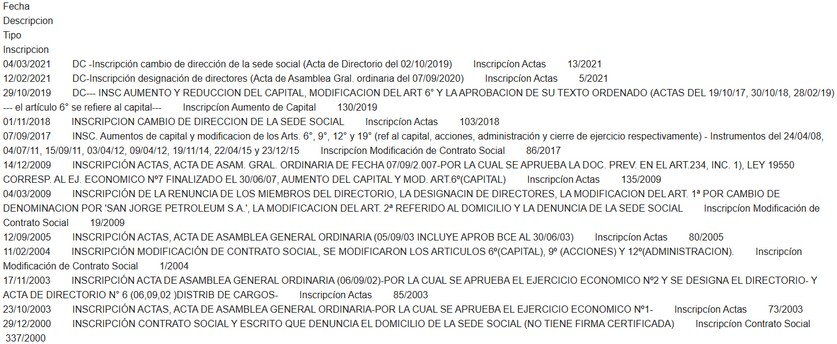 Fecha
Descripcion
Tipo
Inscripcion
04/03/2021 DC -Inscripción cambio de dirección de la sede social (Acta de Directorio del 02/10/2019) Inscripcíon Actas 13/2021
12/02/2021 DC-Inscripción designación de directores (Acta de Asamblea Gral. ordinaria del 07/09/2020) Inscripcíon Actas 5/2021
29/10/2019 DC--- INSC AUMENTO Y REDUCCION DEL CAPITAL, MODIFICACION DEL ART 6° Y LA APROBACION DE SU TEXTO ORDENADO (ACTAS DEL 19/10/17, 30/10/18, 28/02/19)
--- el artículo 6° se refiere al capital--- Inscripcíon Aumento de Capital 130/2019
01/11/2018 INSCRIPCION CAMBIO DE DIRECCION DE LA SEDE SOCIAL Inscripcíon Actas 103/2018
07/09/2017 INSC. Aumentos de capital y modificacion de los Arts. 6°, 9°, 12° y 19° (ref al capital, acciones, administración y cierre de ejercicio respectivamente) - Instrumentos del 24/04/08,
04/07/11, 15/09/11, 03/04/12, 09/04/12, 19/11/14, 22/04/15 y 23/12/15 Inscripcíon Modificación de Contrato Social 86/2017
14/12/2009 INSCRIPCIÓN ACTAS, ACTA DE ASAM. GRAL. ORDINARIA DE FECHA 07/09/2.007-POR LA CUAL SE APRUEBA LA DOC. PREV. EN EL ART.234, INC. 1), LEY 19550
CORRESP. AL EJ. ECONOMICO Nº7 FINALIZADO EL 30/06/07, AUMENTO DEL CAPITAL Y MOD. ART.6º(CAPITAL) Inscripcíon Actas 135/2009
04/03/2009 INSCRIPCIÓN DE LA RENUNCIA DE LOS MIEMBROS DEL DIRECTORIO, LA DESIGNACIN DE DIRECTORES, LA MODIFICACION DEL ART. 1ª POR CAMBIO DE
DENOMINACION POR 'SAN JORGE PETROLEUM S.A.', LA MODIFICACION DEL ART. 2ª REFERIDO AL DOMICILIO Y LA DENUNCIA DE LA SEDE SOCIAL Inscripcíon Modificación de
Contrato Social 19/2009
12/09/2005 INSCRIPCIÓN ACTAS, ACTA DE ASAMBLEA GENERAL ORDINARIA (05/09/03 INCLUYE APROB BCE AL 30/06/03) Inscripcíon Actas 80/2005
11/02/2004 INSCRIPCIÓN MODIFICACIÓN DE CONTRATO SOCIAL, SE MODIFICARON LOS ARTICULOS 6º(CAPITAL), 9º (ACCIONES) Y 12º(ADMINISTRACION). Inscripcíon
Modificación de Contrato Social 1/2004
17/11/2003 INSCRIPCIÓN ACTA DE ASAMBLEA GENERAL ORDINARIA (06/09/02)-POR LA CUAL SE APRUEBA EL EJERCICIO ECONOMICO Nº2 Y SE DESIGNA EL DIRECTORIO- Y
ACTA DE DIRECTORIO N° 6 (06,09,02 )DISTRIB DE CARGOS- Inscripcíon Actas 85/2003
23/10/2003 INSCRIPCIÓN ACTAS, ACTA DE ASAMBLEA GENERAL ORDINARIA-POR LA CUAL SE APRUEBA EL EJERCICIO ECONOMICO Nº1- Inscripcíon Actas 73/2003
29/12/2000 INSCRIPCIÓN CONTRATO SOCIAL Y ESCRITO QUE DENUNCIA EL DOMICILIO DE LA SEDE SOCIAL (NO TIENE FIRMA CERTIFICADA) Inscripcíon Contrato Social
337/2000